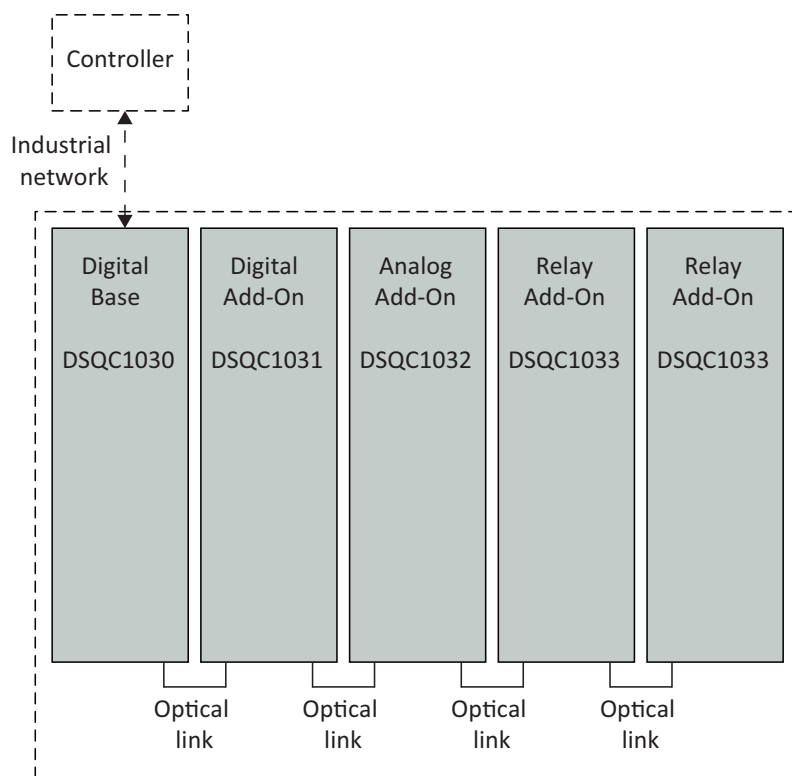 Controller
Industrial
network
Digital
Base
DSQC1030
Digital
Add-On
DSQC1031
Analog
Add-On
DSQC1032
Relay
Add-On
DSQC1033
Relay
Add-On
DSQC1033
Optical
link
Optical
link
Optical
link
Optical
link